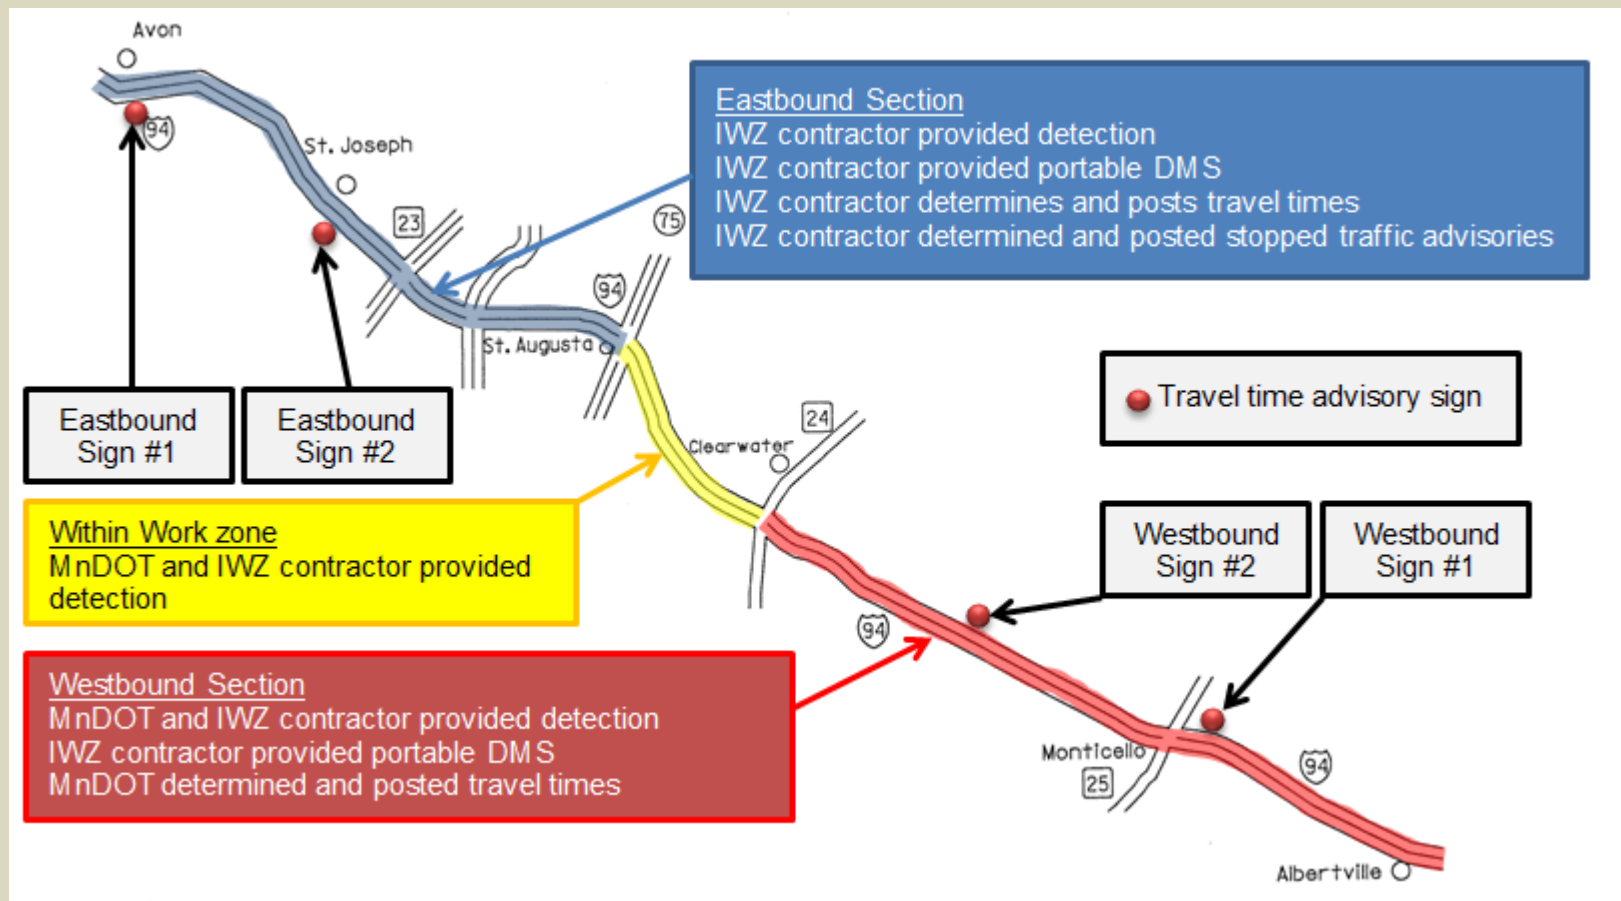 Avon
94
St. Joseph
23
75
94
St. Augusta
Eastbound Section
IWZ contractor provided detection
IWZ contractor provided portable DMS
IWZ contractor determines and posts travel times
IWZ contractor determined and posted stopped traffic advisories
Eastbound
Sign #1
Eastbound
Sign #2
Travel time advisory sign
24
Clearwater
Within Work zone
MnDOT and IWZ contractor provided
detection
Westbound
Sign #2
Westbound
Sign #1
94
Westbound Section
MnDOT and IWZ contractor provided detection
IWZ contractor provided portable DMS
MnDOT determined and posted travel times
Monticello
25
94
Albertville